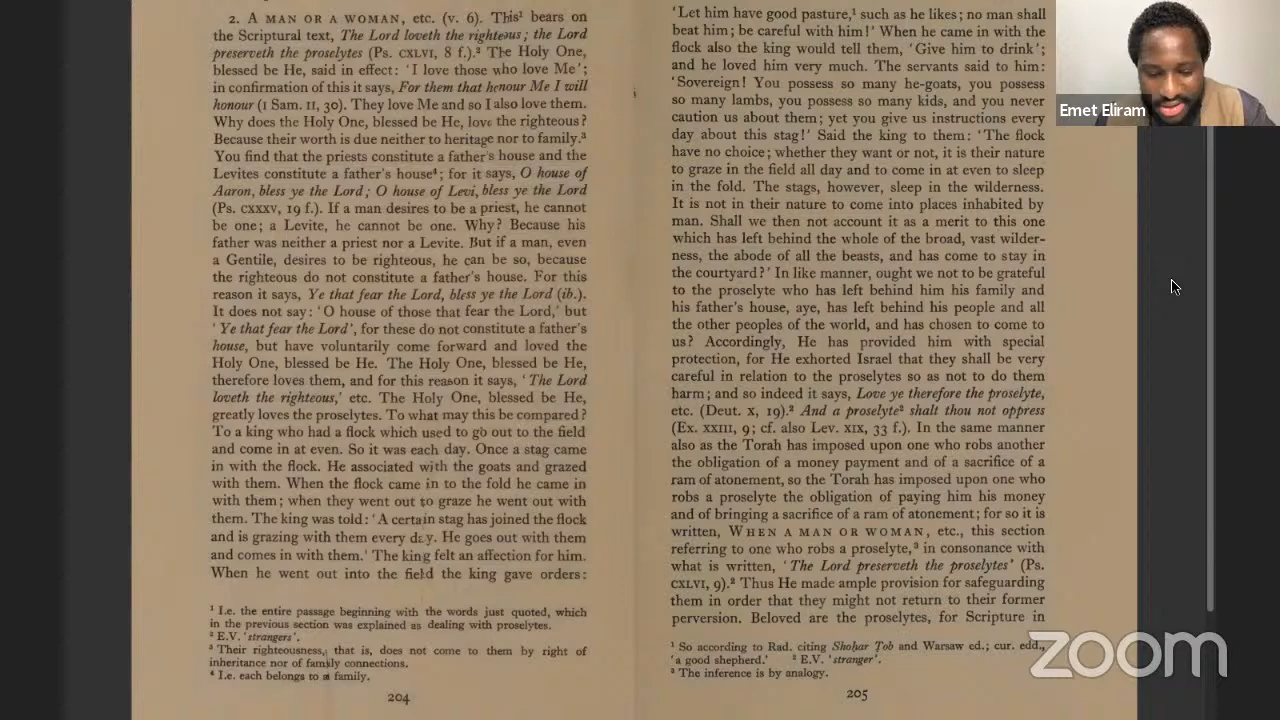 2. A MAN OR A WOMAN, etc. (v. 6). This¹ bears on
the Scriptural text, The Lord loveth the righteous; the Lord
preserveth the proselytes (Ps. CXLVI, 8 f.).² The Holy One,
blessed be He, said in effect: ‘I love those who love Me’;
in confirmation of this it says, For them that honour Me I will
honour (1 Sam. II, 30). They love Me and so I also love them.
Why does the Holy One, blessed be He, love the righteous?
Because their worth is due neither to heritage nor to family.³
You find that the priests constitute a father's house and the
Levites constitute a father's house⁴; for it says, O house of
Aaron, bless ye the Lord; O house of Levi, bless ye the Lord
(Ps. CXXXV, 19 f.). If a man desires to be a priest, he cannot
be one; a Levite, he cannot be one. Why? Because his
father was neither a priest nor a Levite. But if a man, even
a Gentile, desires to be righteous, he can be so, because
the righteous do not constitute a father's house. For this
reason it says, Ye that fear the Lord, bless ye the Lord (ib.).
It does not say: ‘O house of those that fear the Lord,’ but
‘Ye that fear the Lord’, for these do not constitute a father's
house, but have voluntarily come forward and loved the
Holy One, blessed be He. The Holy One, blessed be He,
therefore loves them, and for this reason it says, ‘The Lord
loveth the righteous,’ etc. The Holy One, blessed be He,
greatly loves the proselytes. To what may this be compared?
To a king who had a flock which used to go out to the field
and come in at even. So it was each day. Once a stag came
in with the flock. He associated with the goats and grazed
with them. When the flock came in to the fold he came in
with them; when they went out to graze he went out with
them. The king was told: ‘A certain stag has joined the flock
and is grazing with them every day. He goes out with them
and comes in with them.’ The king felt an affection for him.
When he went out into the field the king gave orders:
¹ I.e. the entire passage beginning with the words just quoted, which
in the previous section was explained as dealing with proselytes.
² E.V. ‘strangers’.
³ Their righteousness, that is, does not come to them by right of
inheritance nor of family connections.
⁴ I.e. each belongs to a family.
204
‘Let him have good pasture,¹ such as he likes; no man shall
beat him; be careful with him!’ When he came in with the
flock also the king would tell them, ‘Give him to drink’;
and he loved him very much. The servants said to him:
‘Sovereign! You possess so many he-goats, you possess
so many lambs, you possess so many kids, and you never
caution us about them; yet you give us instructions every
day about this stag!’ Said the king to them: ‘The flock
have no choice; whether they want or not, it is their nature
to graze in the field all day and to come in at even to sleep
in the fold. The stags, however, sleep in the wilderness.
It is not in their nature to come into places inhabited by
man. Shall we then not account it as a merit to this one
which has left behind the whole of the broad, vast wilder-
ness, the abode of all the beasts, and has come to stay in
the courtyard?’ In like manner, ought we not to be grateful
to the proselyte who has left behind him his family and
his father's house, aye, has left behind his people and all
the other peoples of the world, and has chosen to come to
us? Accordingly, He has provided him with special
protection, for He exhorted Israel that they shall be very
careful in relation to the proselytes so as not to do them
harm; and so indeed it says, Love ye therefore the proselyte,
etc. (Deut. X, 19).² And a proselyte² shalt thou not oppress
(Ex. XXIII, 9; cf. also Lev. XIX, 33 f.). In the same manner
also as the Torah has imposed upon one who robs another
the obligation of a money payment and of a sacrifice of a
ram of atonement, so the Torah has imposed upon one who
robs a proselyte the obligation of paying him his money
and of bringing a sacrifice of a ram of atonement; for so it is
written, WHEN A MAN OR WOMAN, etc., this section
referring to one who robs a proselyte,³ in consonance with
what is written, ‘The Lord preserveth the proselytes’ (Ps.
CXLVI, 9).² Thus He made ample provision for safeguarding
them in order that they might not return to their former
perversion. Beloved are the proselytes, for Scripture in
¹ So according to Rad. citing Shoḥar Ṭob and Warsaw ed.; cur. edd.,
‘a good shepherd.’ ² E.V. ‘stranger’.
³ The inference is by analogy.
205
Emet Eliram
zoom